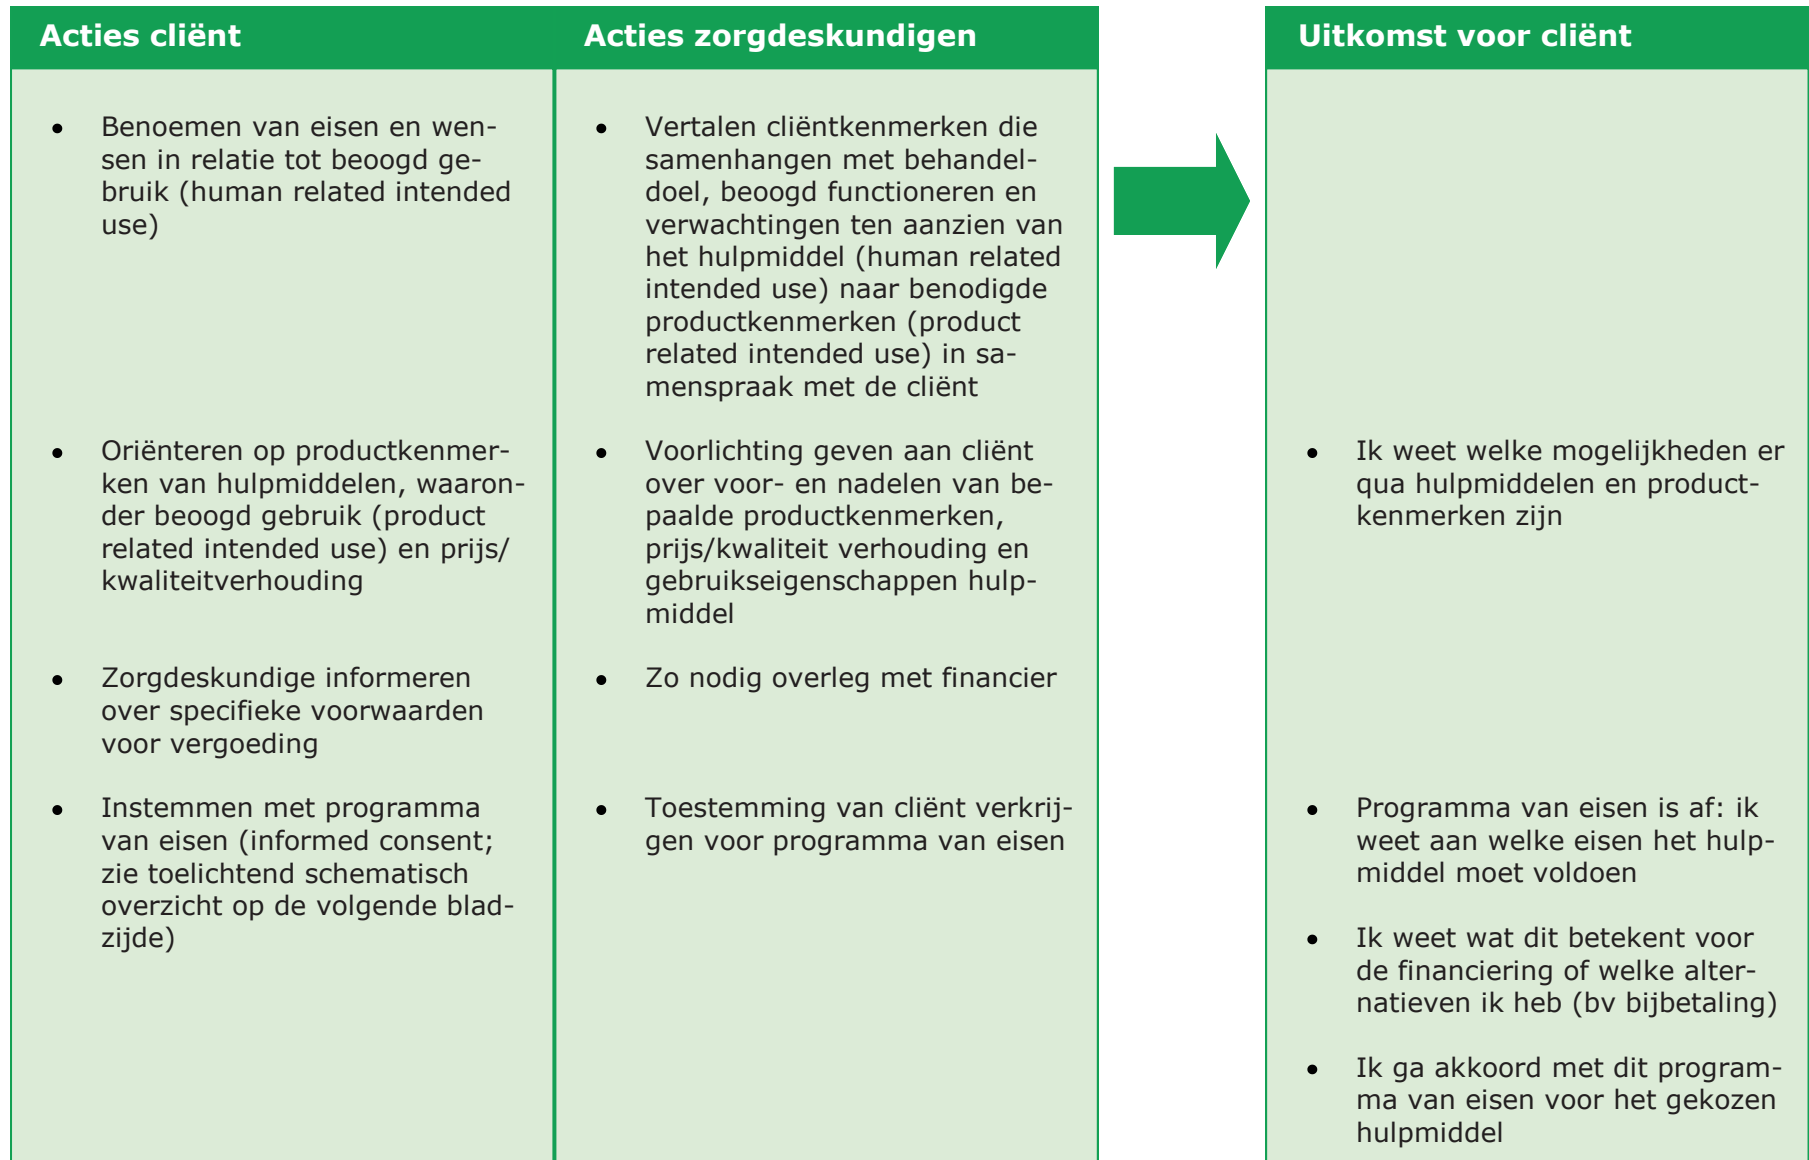 Acties cliënt
Acties zorgdeskundigen
Uitkomst voor cliënt
• Benoemen van eisen en wen-
sen in relatie tot beoogd ge-
bruik (human related intended
use)
• Vertalen cliëntkenmerken die
samenhangen met behandel-
doel, beoogd functioneren en
verwachtingen ten aanzien van
het hulpmiddel (human related
intended use) naar benodigde
productkenmerken (product
related intended use) in sa-
menspraak met de cliënt
• Oriënteren op productkenmer-
ken van hulpmiddelen, waaron-
der beoogd gebruik (product
related intended use) en prijs/
kwaliteitverhouding
• Voorlichting geven aan cliënt
over voor- en nadelen van be-
paalde productkenmerken,
prijs/kwaliteit verhouding en
gebruikseigenschappen hulp-
middel
• Ik weet welke mogelijkheden er
qua hulpmiddelen en product-
kenmerken zijn
• Zorgdeskundige informeren
over specifieke voorwaarden
voor vergoeding
• Zo nodig overleg met financier
• Instemmen met programma
van eisen (informed consent;
zie toelichtend schematisch
overzicht op de volgende blad-
zijde)
• Toestemming van cliënt verkrij-
gen voor programma van eisen
• Programma van eisen is af: ik
weet aan welke eisen het hulp-
middel moet voldoen
• Ik weet wat dit betekent voor
de financiering of welke alter-
natieven ik heb (bv bijbetaling)
• Ik ga akkoord met dit program-
ma van eisen voor het gekozen
hulpmiddel